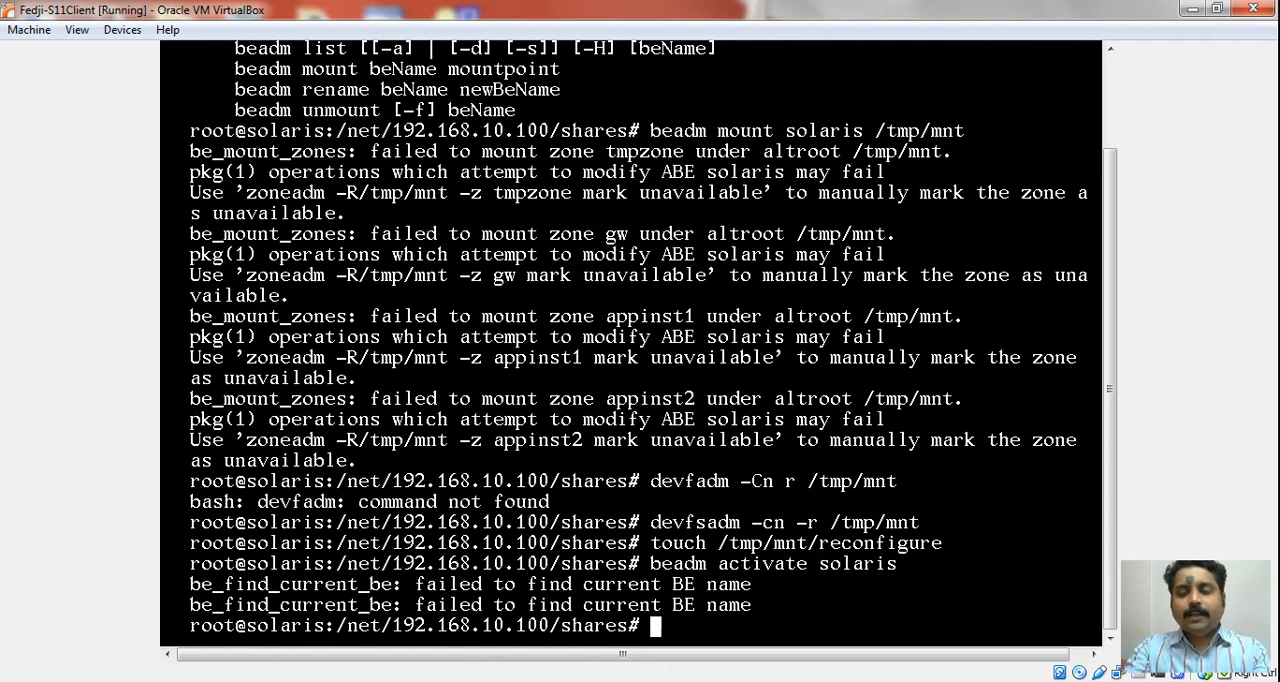 Fedji-S11Client [Running] - Oracle VM VirtualBox
Machine View Devices Help
beadm list [[-a] | [-d] [-s]] [-H] [beName]
beadm mount beName mountpoint
beadm rename beName newBeName
beadm unmount [-f] beName
root@solaris:/net/192.168.10.100/shares# beadm mount solaris /tmp/mnt
be_mount_zones: failed to mount zone tmpzone under altroot /tmp/mnt.
pkg(1) operations which attempt to modify ABE solaris may fail
Use 'zoneadm -R/tmp/mnt -z tmpzone mark unavailable' to manually mark the zone a
s unavailable.
be_mount_zones: failed to mount zone gw under altroot /tmp/mnt.
pkg(1) operations which attempt to modify ABE solaris may fail
Use 'zoneadm -R/tmp/mnt -z gw mark unavailable' to manually mark the zone as una
vailable.
be_mount_zones: failed to mount zone appinst1 under altroot /tmp/mnt.
pkg(1) operations which attempt to modify ABE solaris may fail
Use 'zoneadm -R/tmp/mnt -z appinst1 mark unavailable' to manually mark the zone
as unavailable.
be_mount_zones: failed to mount zone appinst2 under altroot /tmp/mnt.
pkg(1) operations which attempt to modify ABE solaris may fail
Use 'zoneadm -R/tmp/mnt -z appinst2 mark unavailable' to manually mark the zone
as unavailable.
root@solaris:/net/192.168.10.100/shares# devfadm -Cn r /tmp/mnt
bash: devfadm: command not found
root@solaris:/net/192.168.10.100/shares# devfsadm -cn -r /tmp/mnt
root@solaris:/net/192.168.10.100/shares# touch /tmp/mnt/reconfigure
root@solaris:/net/192.168.10.100/shares# beadm activate solaris
be_find_current_be: failed to find current BE name
be_find_current_be: failed to find current BE name
root@solaris:/net/192.168.10.100/shares#
Right Ctrl